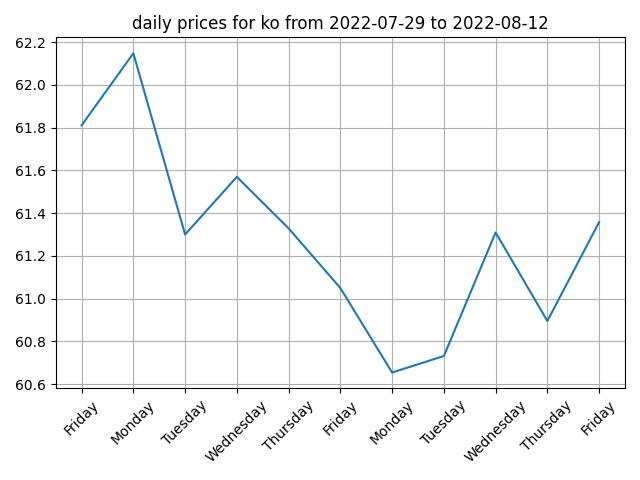 daily prices for ko from 2022-07-29 to 2022-08-12
62.2
62.0
61.8
61.6
61.4
61.2
61.0
60.8
60.6
Friday
Monday
Tuesday
Wednesday
Thursday
Friday
Monday
Tuesday
Wednesday
Thursday
Friday